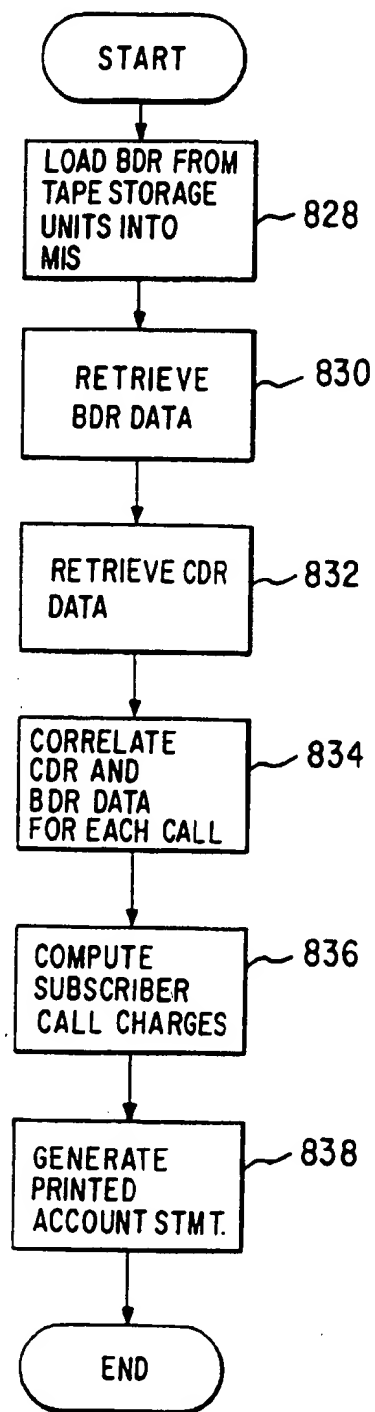 START
LOAD BDR FROM
TAPE STORAGE
UNITS INTO
MIS
828
RETRIEVE
BDR DATA
830
RETRIEVE CDR
DATA
832
CORRELATE
CDR AND
BDR DATA
FOR EACH CALL
834
COMPUTE
SUBSCRIBER
CALL CHARGES
836
GENERATE
PRINTED
ACCOUNT STMT.
838
END